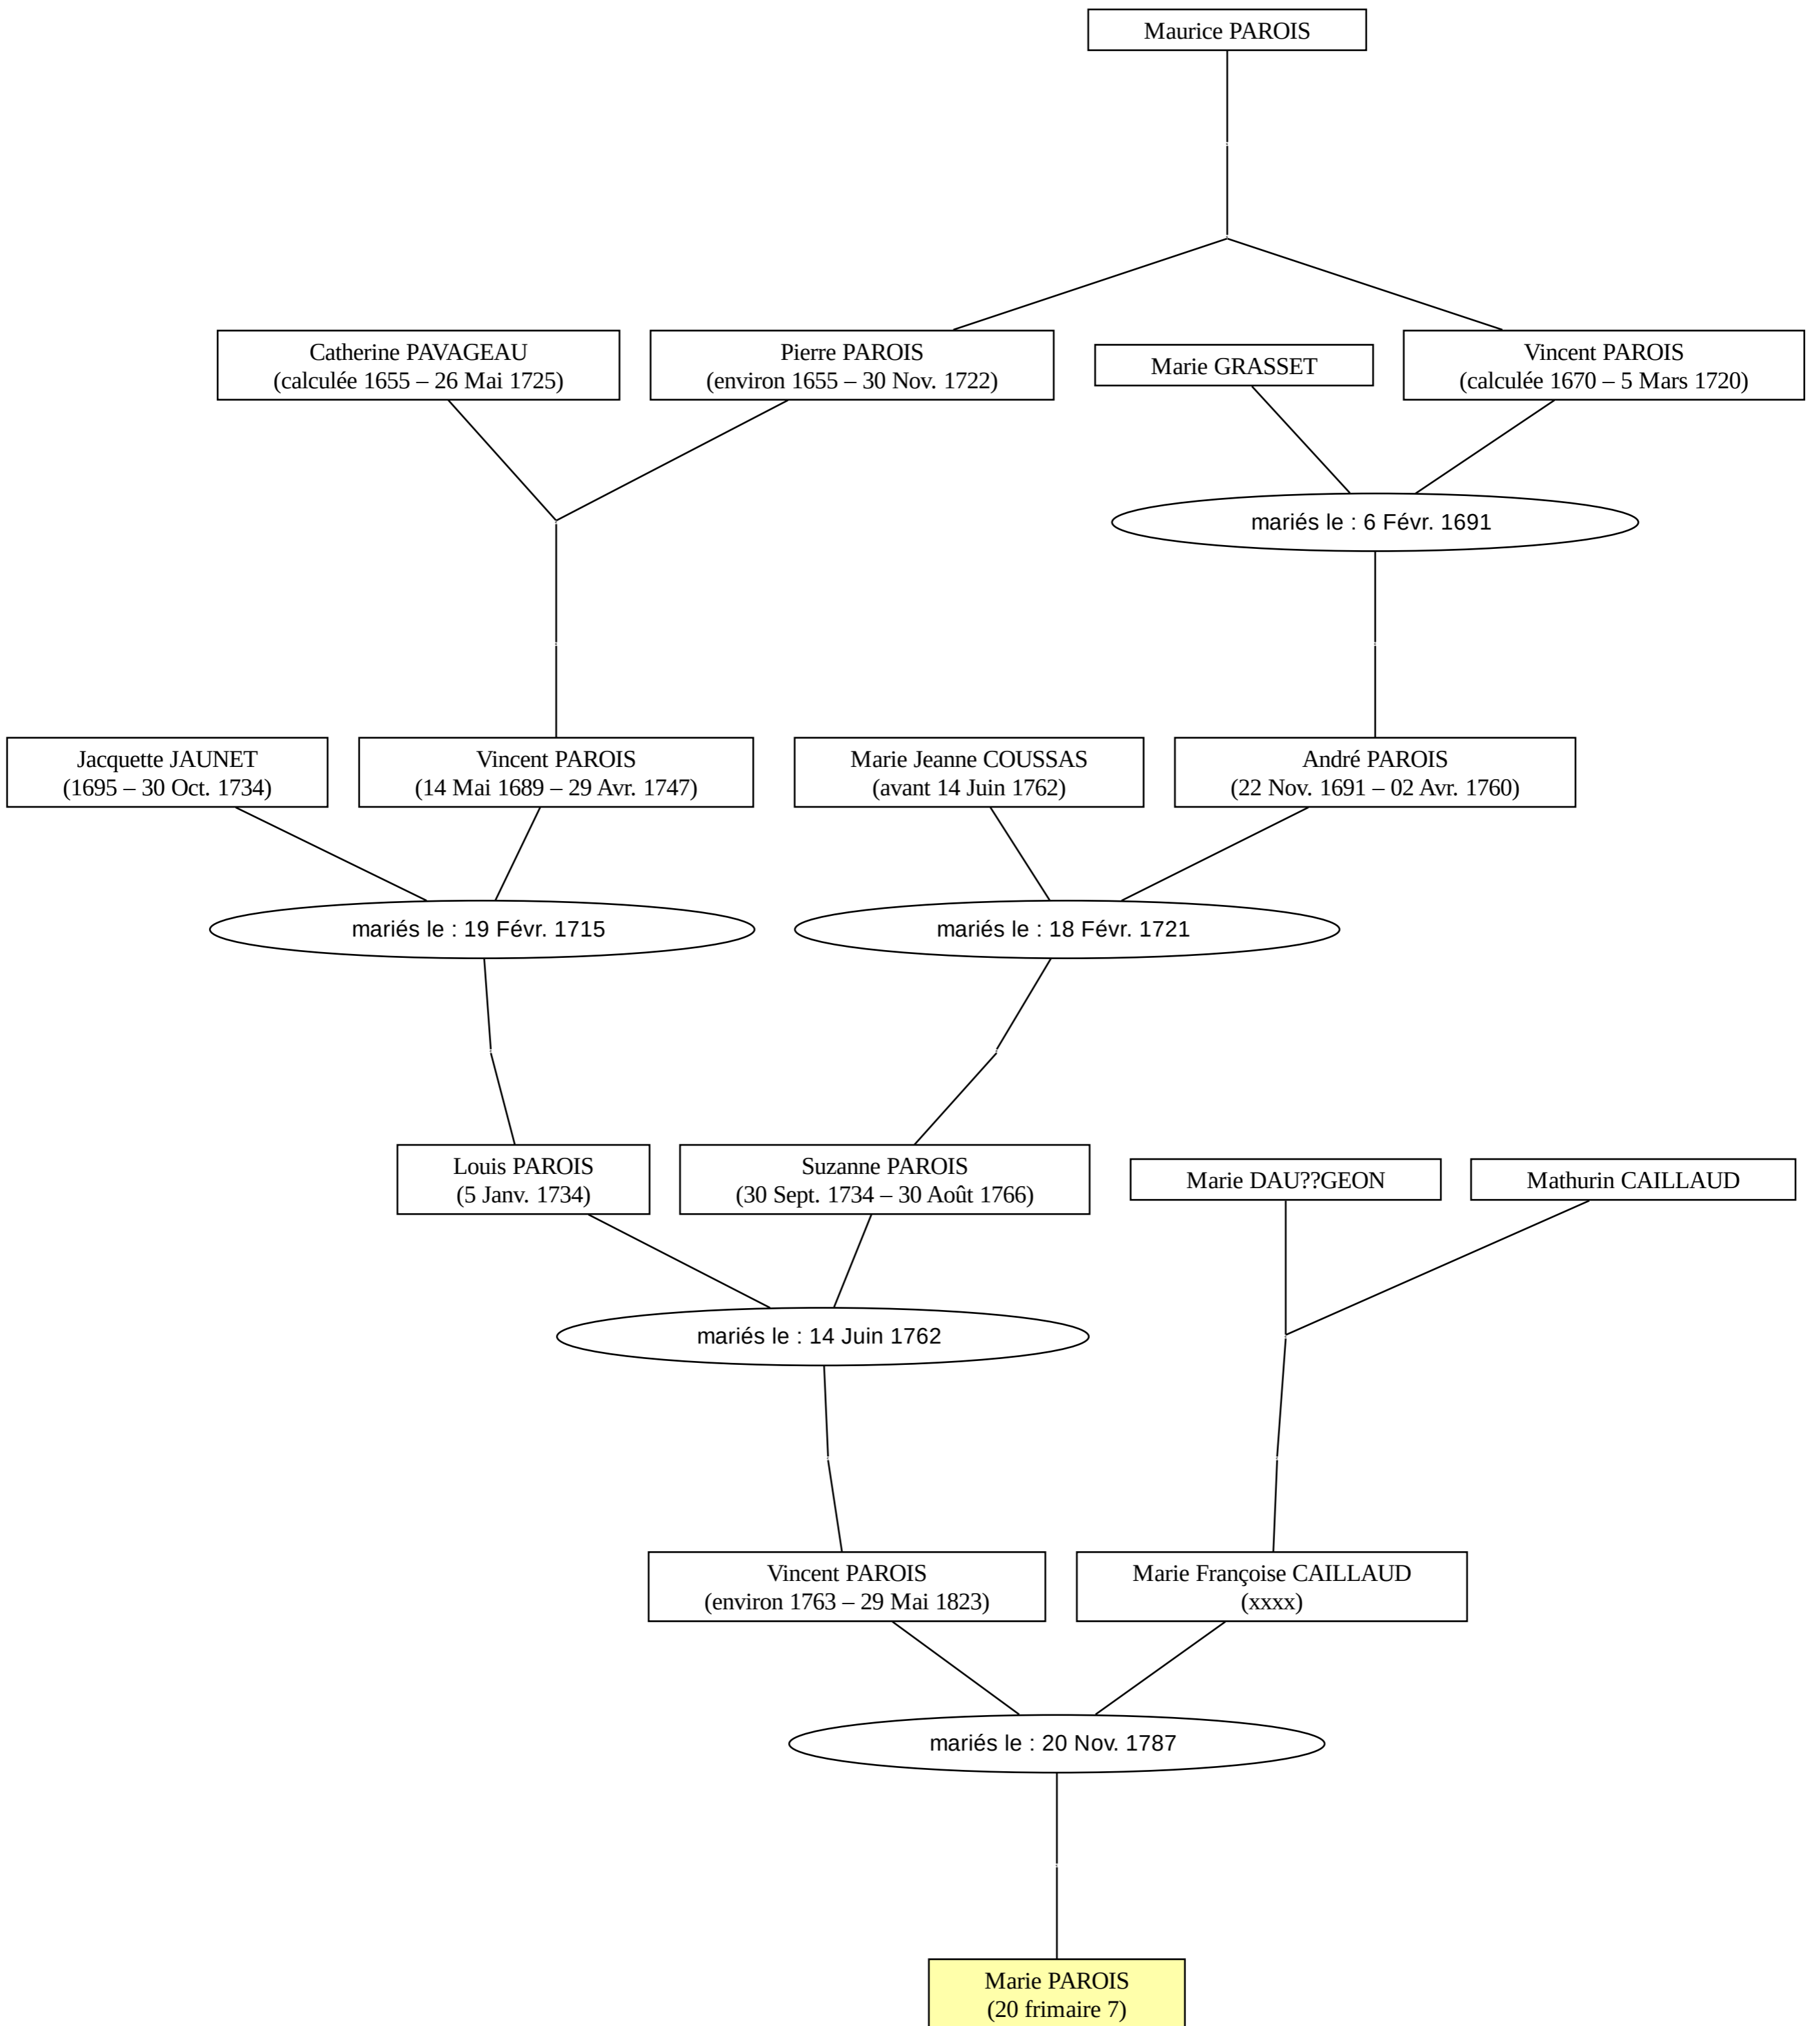 Maurice PAROIS
Catherine PAVAGEAU
(calculée 1655 – 26 Mai 1725)
Pierre PAROIS
(environ 1655 – 30 Nov. 1722)
Marie GRASSET
Vincent PAROIS
(calculée 1670 – 5 Mars 1720)
mariés le : 6 Févr. 1691
Jacquette JAUNET
(1695 – 30 Oct. 1734)
Vincent PAROIS
(14 Mai 1689 – 29 Avr. 1747)
Marie Jeanne COUSSAS
(avant 14 Juin 1762)
André PAROIS
(22 Nov. 1691 – 02 Avr. 1760)
mariés le : 19 Févr. 1715
mariés le : 18 Févr. 1721
Louis PAROIS
(5 Janv. 1734)
Suzanne PAROIS
(30 Sept. 1734 – 30 Août 1766)
Marie DAU??GEON
Mathurin CAILLAUD
mariés le : 14 Juin 1762
Vincent PAROIS
(environ 1763 – 29 Mai 1823)
Marie Françoise CAILLAUD
(xxxx)
mariés le : 20 Nov. 1787
Marie PAROIS
(20 frimaire 7)